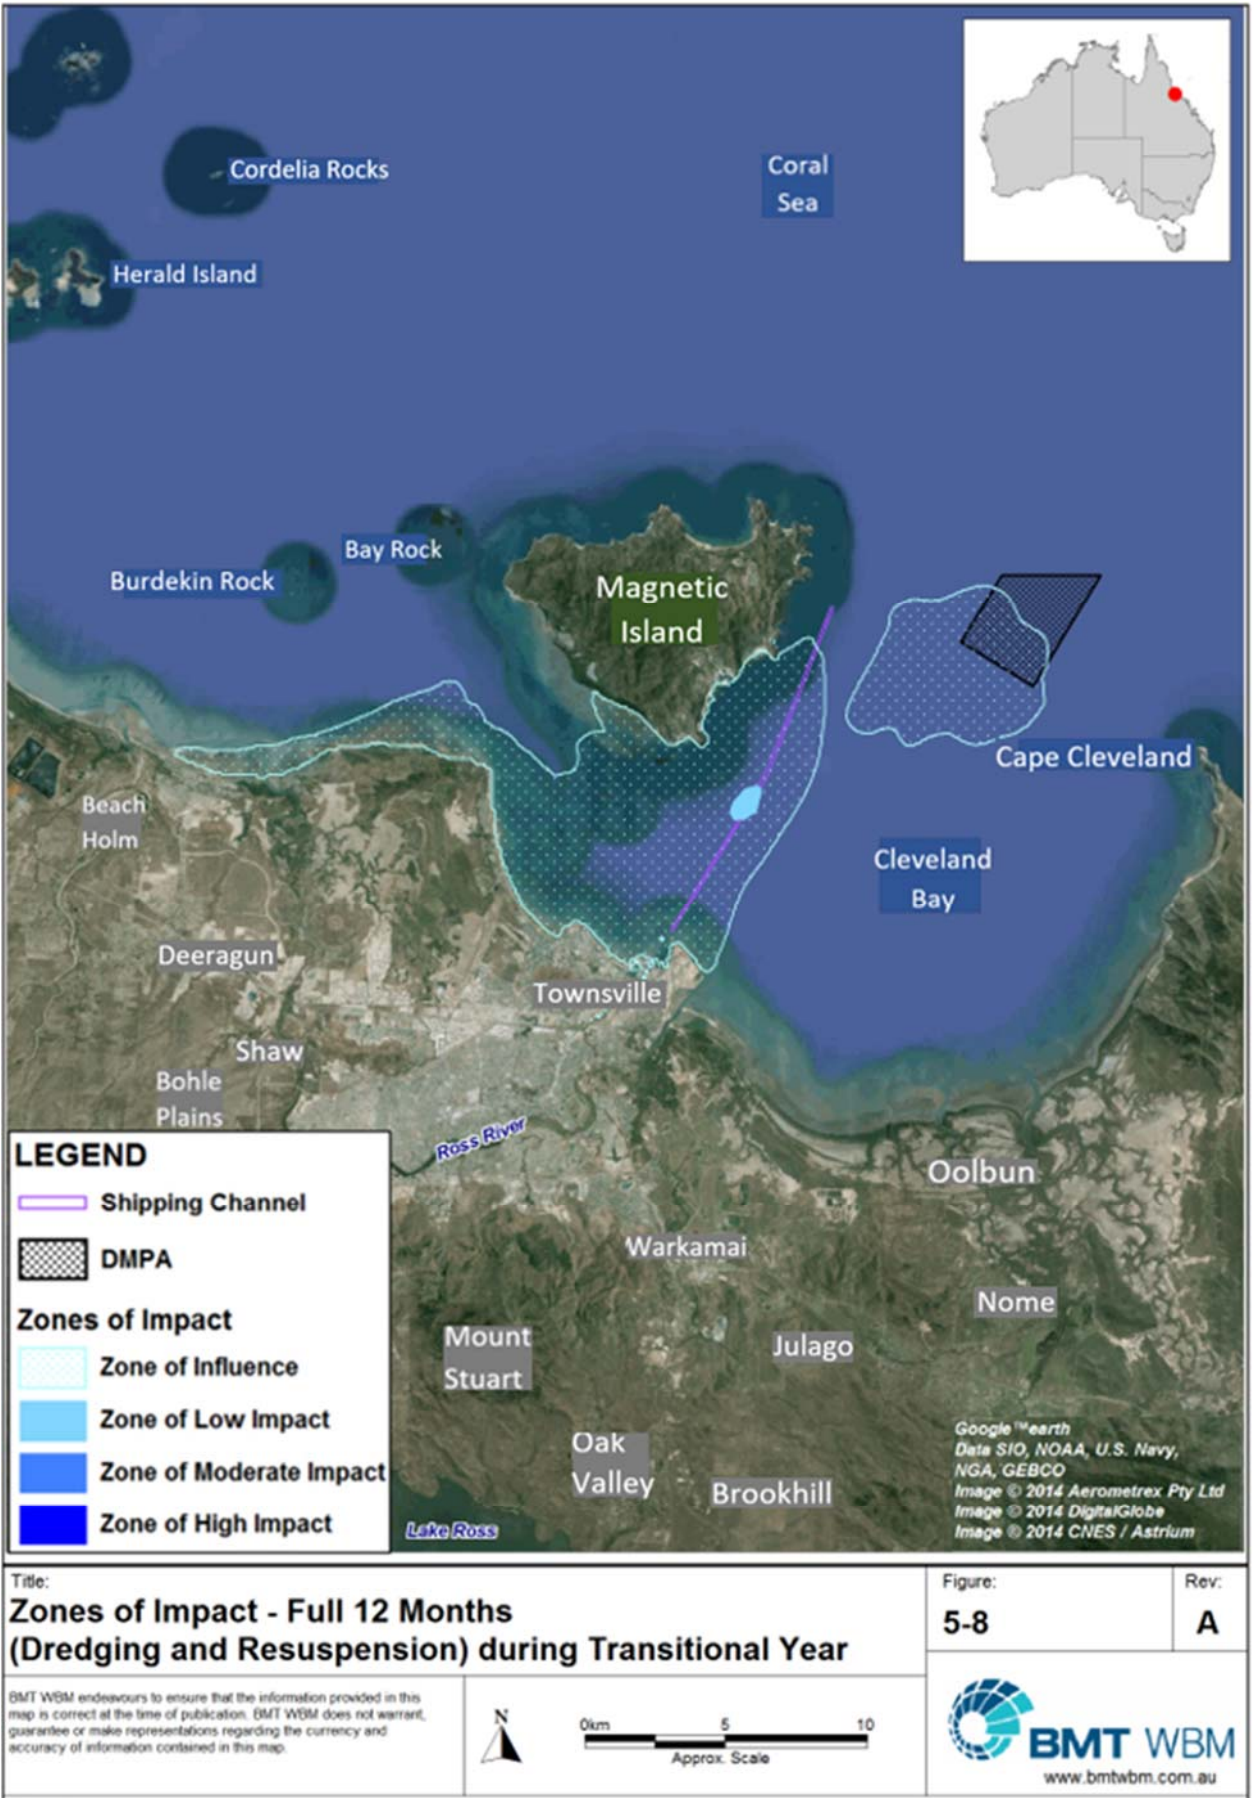 Cordelia Rocks
Coral
Sea
Herald Island
Bay Rock
Burdekin Rock
Magnetic
Island
Cape Cleveland
Beach
Holm
Cleveland
Bay
Deeragun
Townsville
Shaw
Bohle
Plains
Ross River
Oolbun
Warkamai
Nome
Mount
Stuart
Julago
Oak
Valley
Brookhill
Lake Ross
LEGEND
Shipping Channel
DMPA
Zones of Impact
Zone of Influence
Zone of Low Impact
Zone of Moderate Impact
Zone of High Impact
Google™earth
Data SIO, NOAA, U.S. Navy,
NGA, GEBCO
Image © 2014 Aerometrex Pty Ltd
Image © 2014 DigitalGlobe
Image © 2014 CNES / Astrium
Title:
Zones of Impact - Full 12 Months
(Dredging and Resuspension) during Transitional Year
Figure:
5-8
Rev:
A
BMT WBM endeavours to ensure that the information provided in this
map is correct at the time of publication. BMT WBM does not warrant,
guarantee or make representations regarding the currency and
accuracy of information contained in this map.
N
0km 5 10
Approx. Scale
BMT WBM
www.bmtwbm.com.au